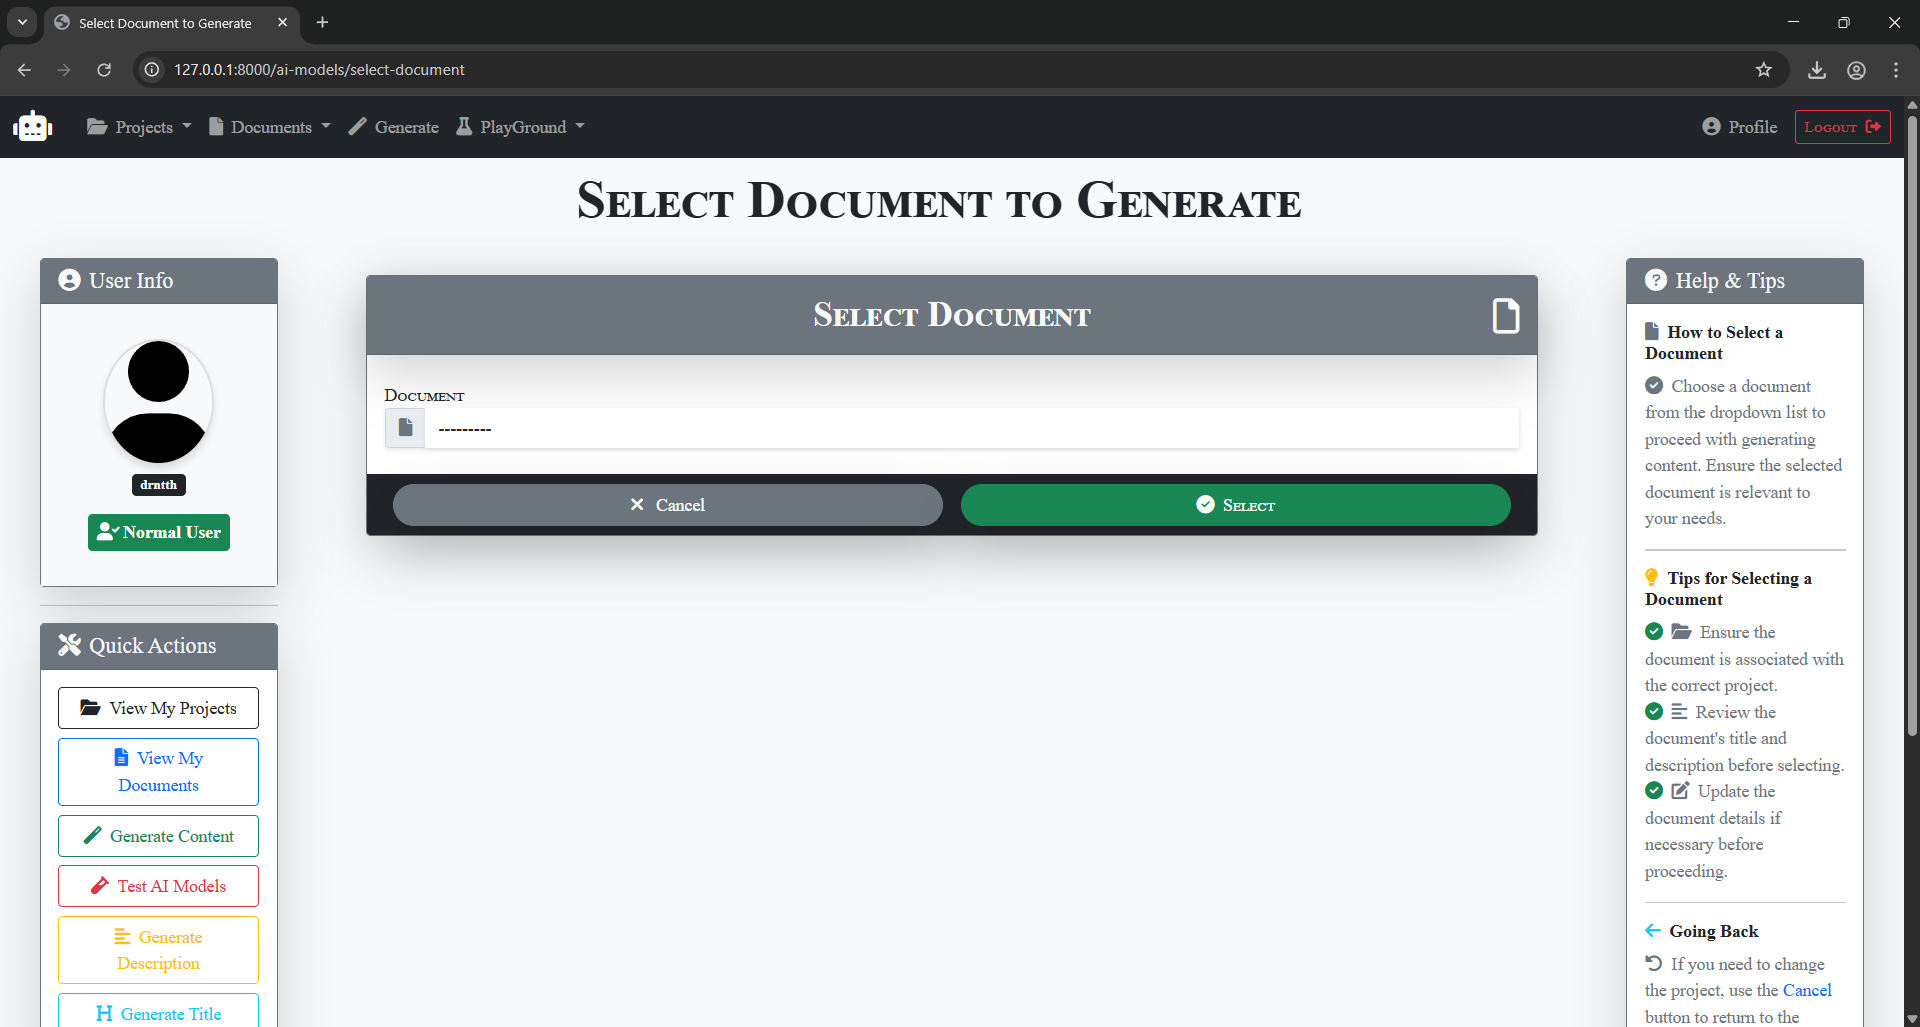 Select Document to Generate
127.0.0.1:8000/ai-models/select-document
Projects
Documents
Generate
PlayGround
Profile
Logout
Select Document to Generate
User Info
drntth
Normal User
Quick Actions
View My Projects
View My
Documents
Generate Content
Test AI Models
Generate
Description
H Generate Title
Select Document
Document
---------
Cancel
Select
Help & Tips
How to Select a
Document
Choose a document
from the dropdown list to
proceed with generating
content. Ensure the selected
document is relevant to
your needs.
Tips for Selecting a
Document
Ensure the
document is associated with
the correct project.
Review the
document's title and
description before selecting.
Update the
document details if
necessary before
proceeding.
Going Back
If you need to change
the project, use the Cancel
button to return to the